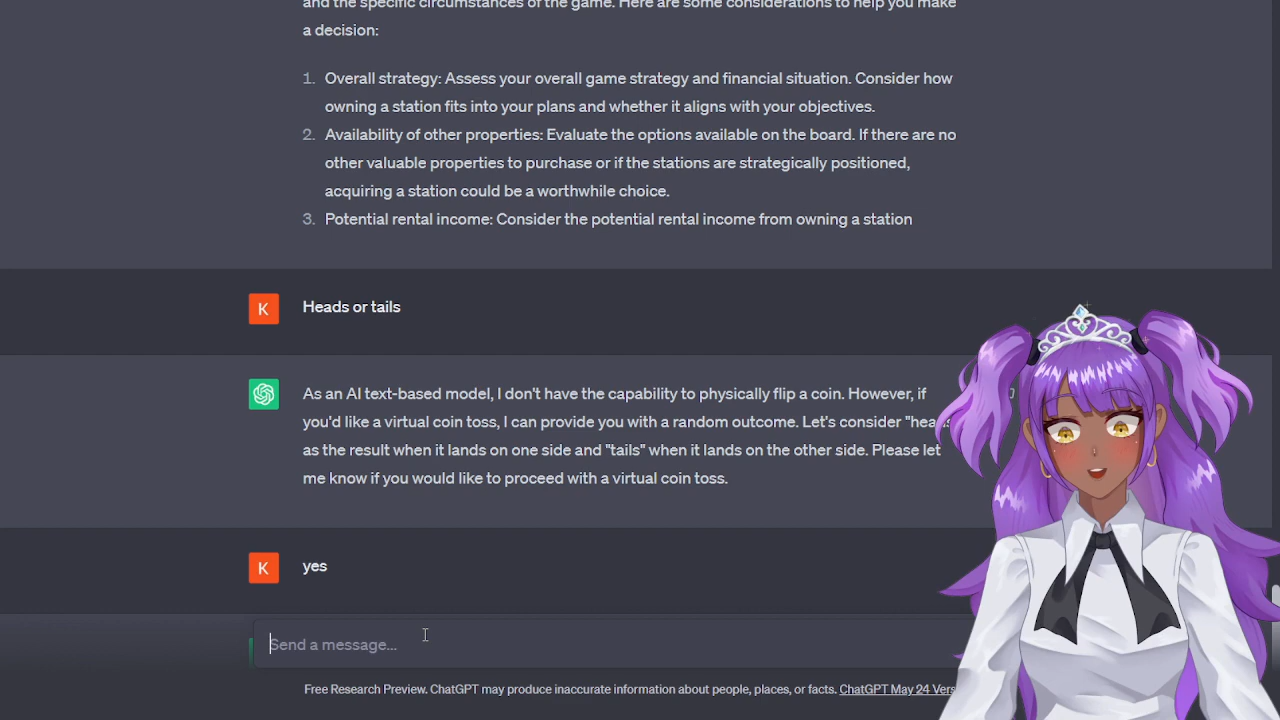 and the specific circumstances of the game. Here are some considerations to help you make
a decision:
1. Overall strategy: Assess your overall game strategy and financial situation. Consider how
owning a station fits into your plans and whether it aligns with your objectives.
2. Availability of other properties: Evaluate the options available on the board. If there are no
other valuable properties to purchase or if the stations are strategically positioned,
acquiring a station could be a worthwhile choice.
3. Potential rental income: Consider the potential rental income from owning a station
K Heads or tails
As an AI text-based model, I don't have the capability to physically flip a coin. However, if
you'd like a virtual coin toss, I can provide you with a random outcome. Let's consider "hea
as the result when it lands on one side and "tails" when it lands on the other side. Please let
me know if you would like to proceed with a virtual coin toss.
K yes
Send a message...
Free Research Preview. ChatGPT may produce inaccurate information about people, places, or facts. ChatGPT May 24 Vers